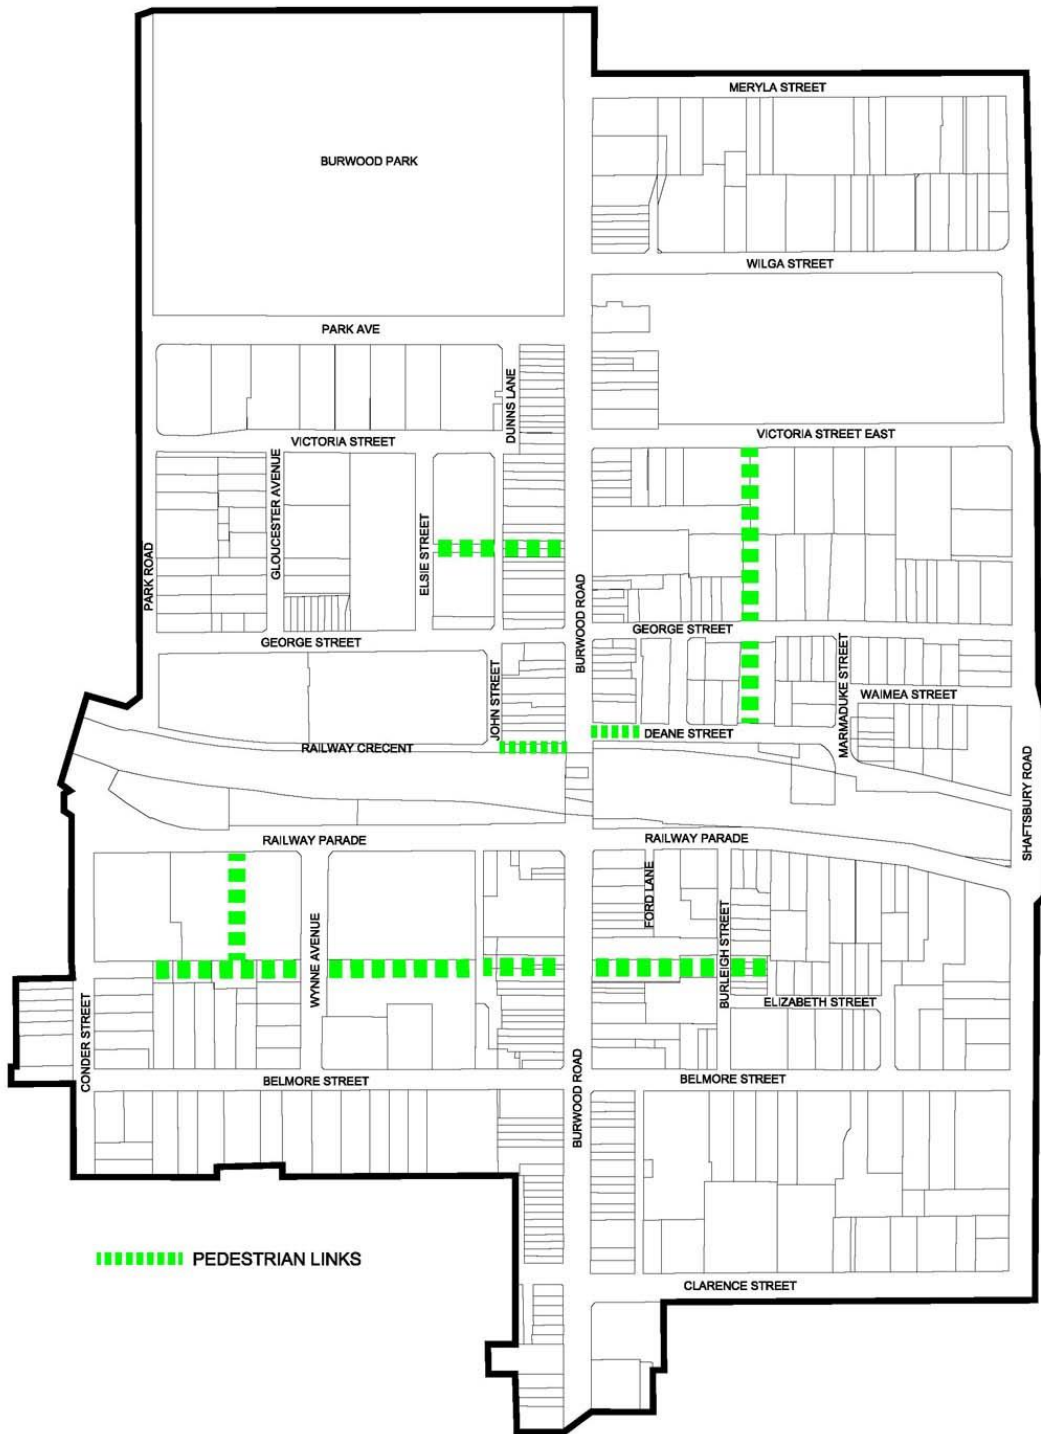 MERYLA STREET
BURWOOD PARK
WILGA STREET
PARK AVE
DUNNS LANE
VICTORIA STREET
VICTORIA STREET EAST
GLOUCESTER AVENUE
ELSIE STREET
PARK ROAD
BURWOOD ROAD
GEORGE STREET
GEORGE STREET
MARMADUKE STREET
WAIMEA STREET
JOHN STREET
DEANE STREET
RAILWAY CRECENT
SHAFTSBURY ROAD
RAILWAY PARADE
RAILWAY PARADE
FORD LANE
WYNNE AVENUE
BURLEIGH STREET
ELIZABETH STREET
CONDER STREET
BELMORE STREET
BURWOOD ROAD
BELMORE STREET
PEDESTRIAN LINKS
CLARENCE STREET